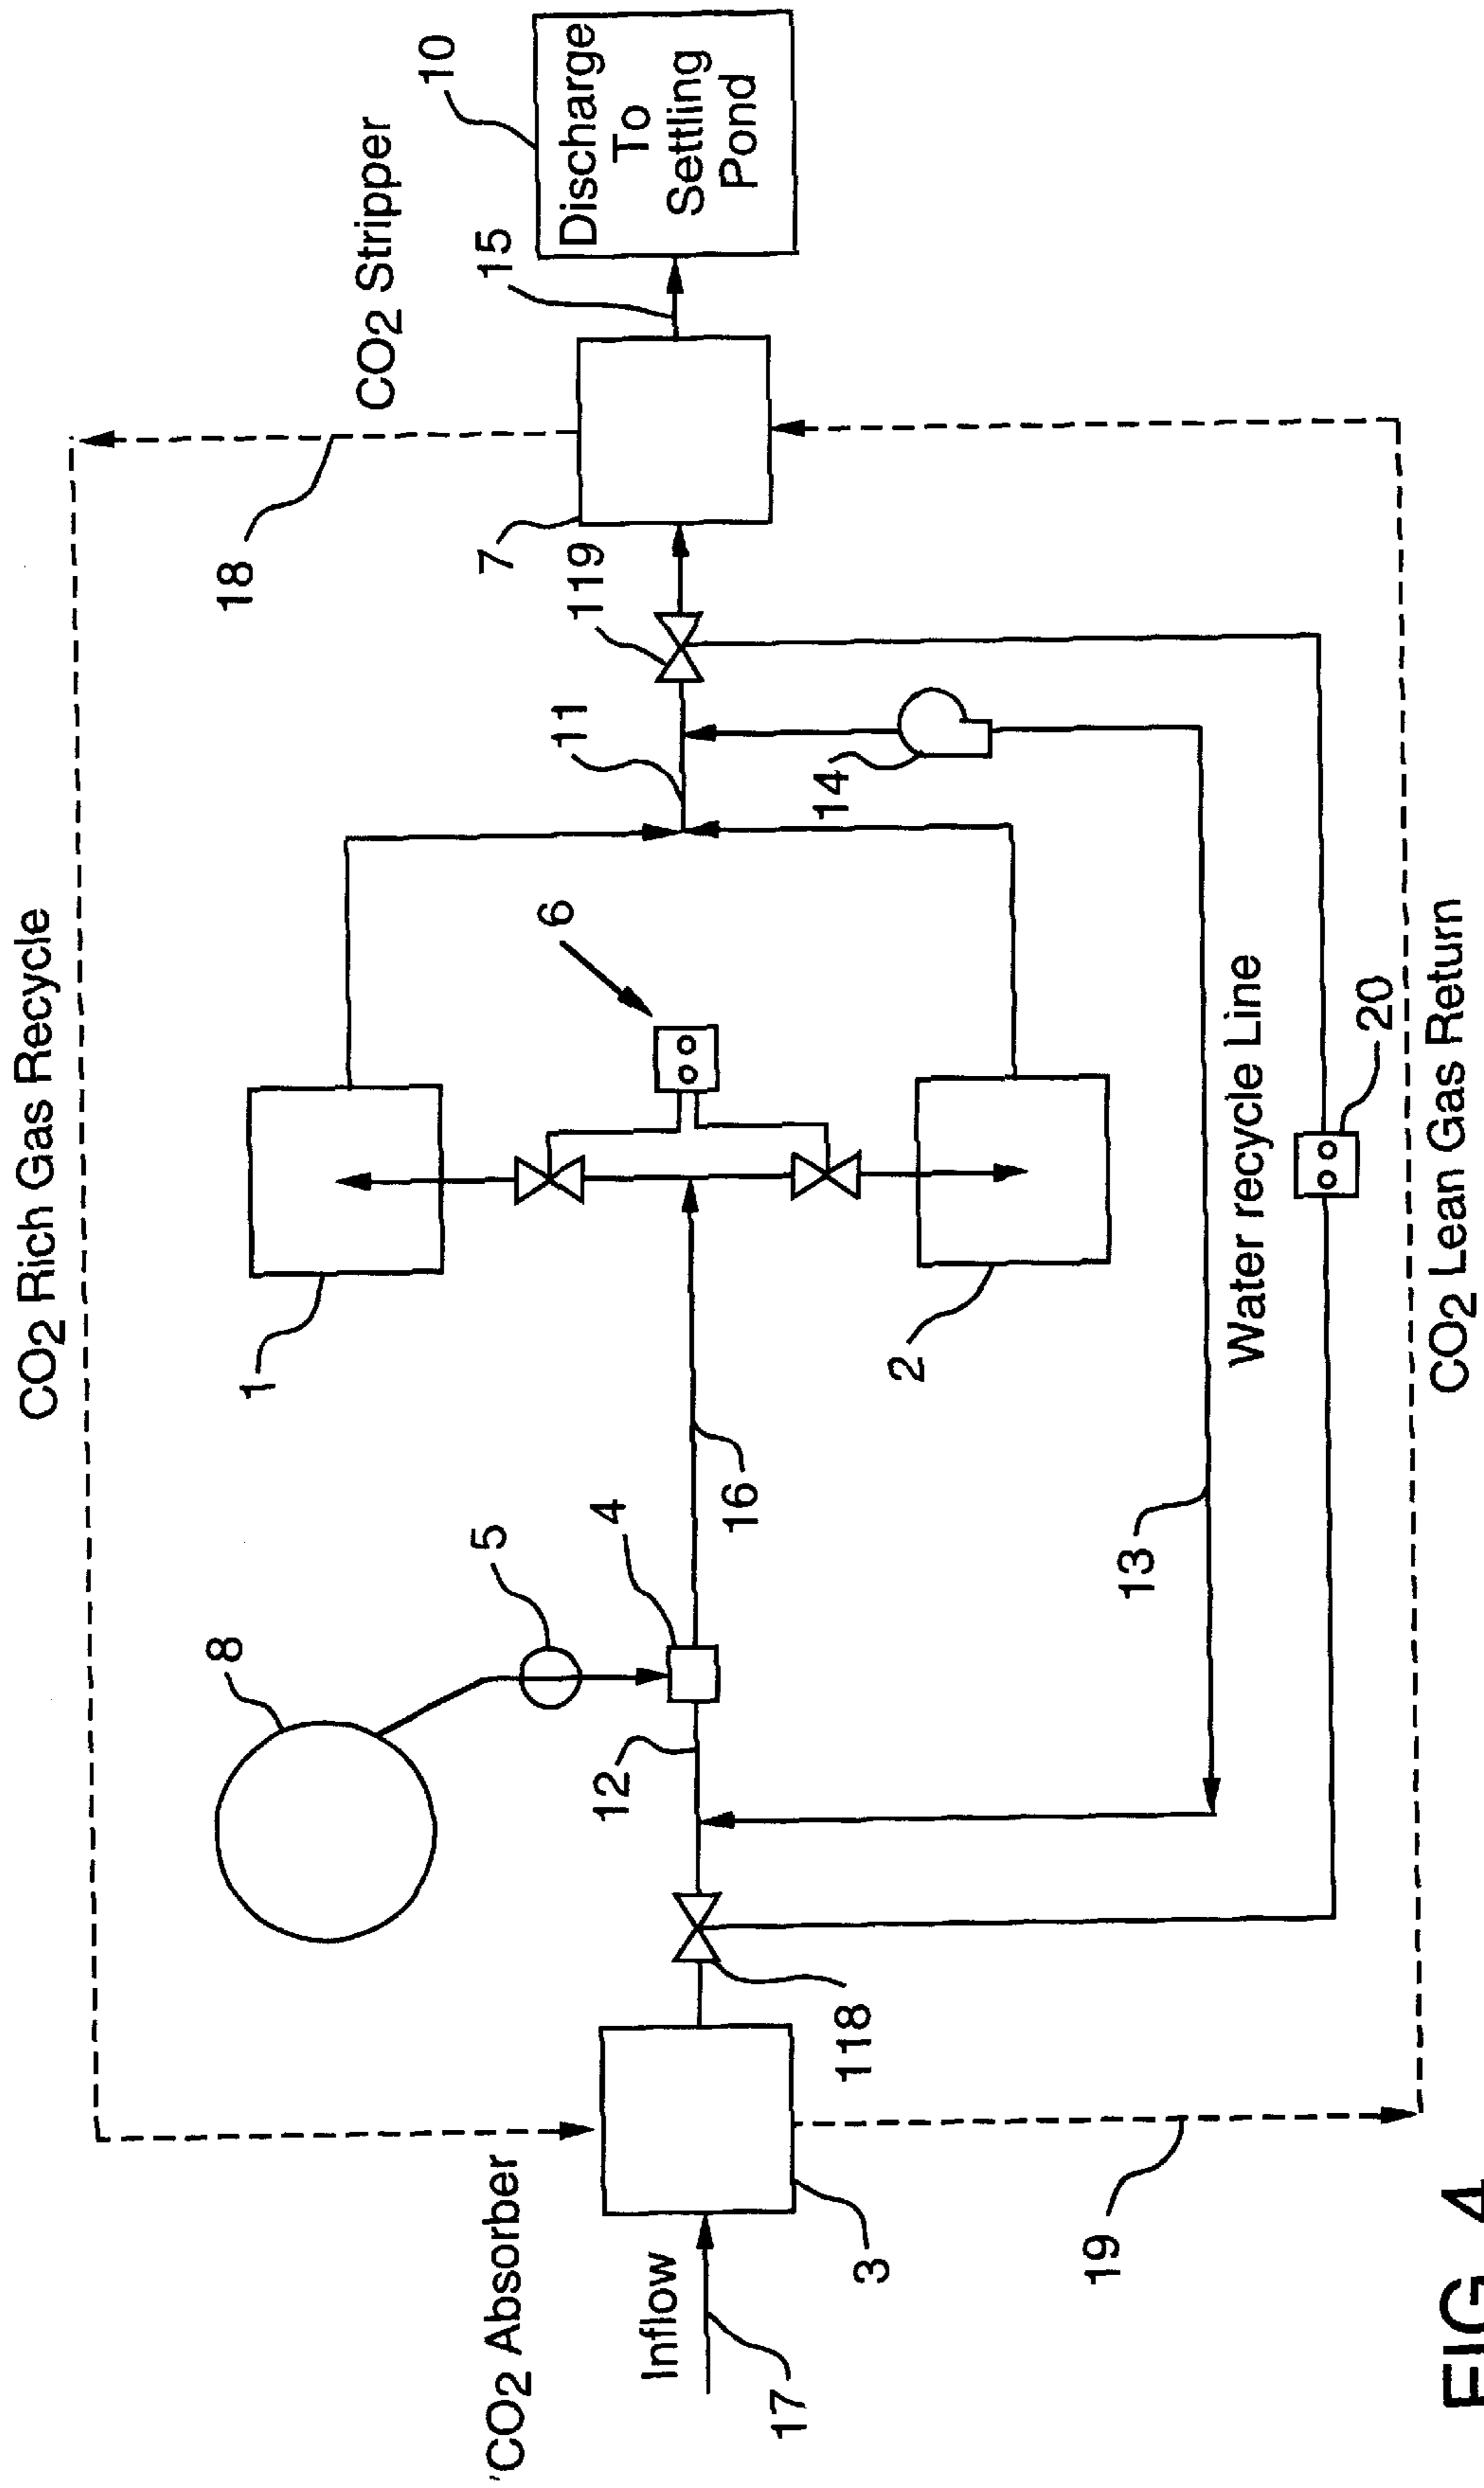 CO2 Rich Gas Recycle
18
CO2 Stripper
10
Discharge
To
Settling
Pond
15
7
119
11
14
6
1
2
16
4
5
8
12
13
Water recycle Line
20
CO2 Lean Gas Return
118
'CO2 Absorber
Inflow
17
3
19
FIG. 4